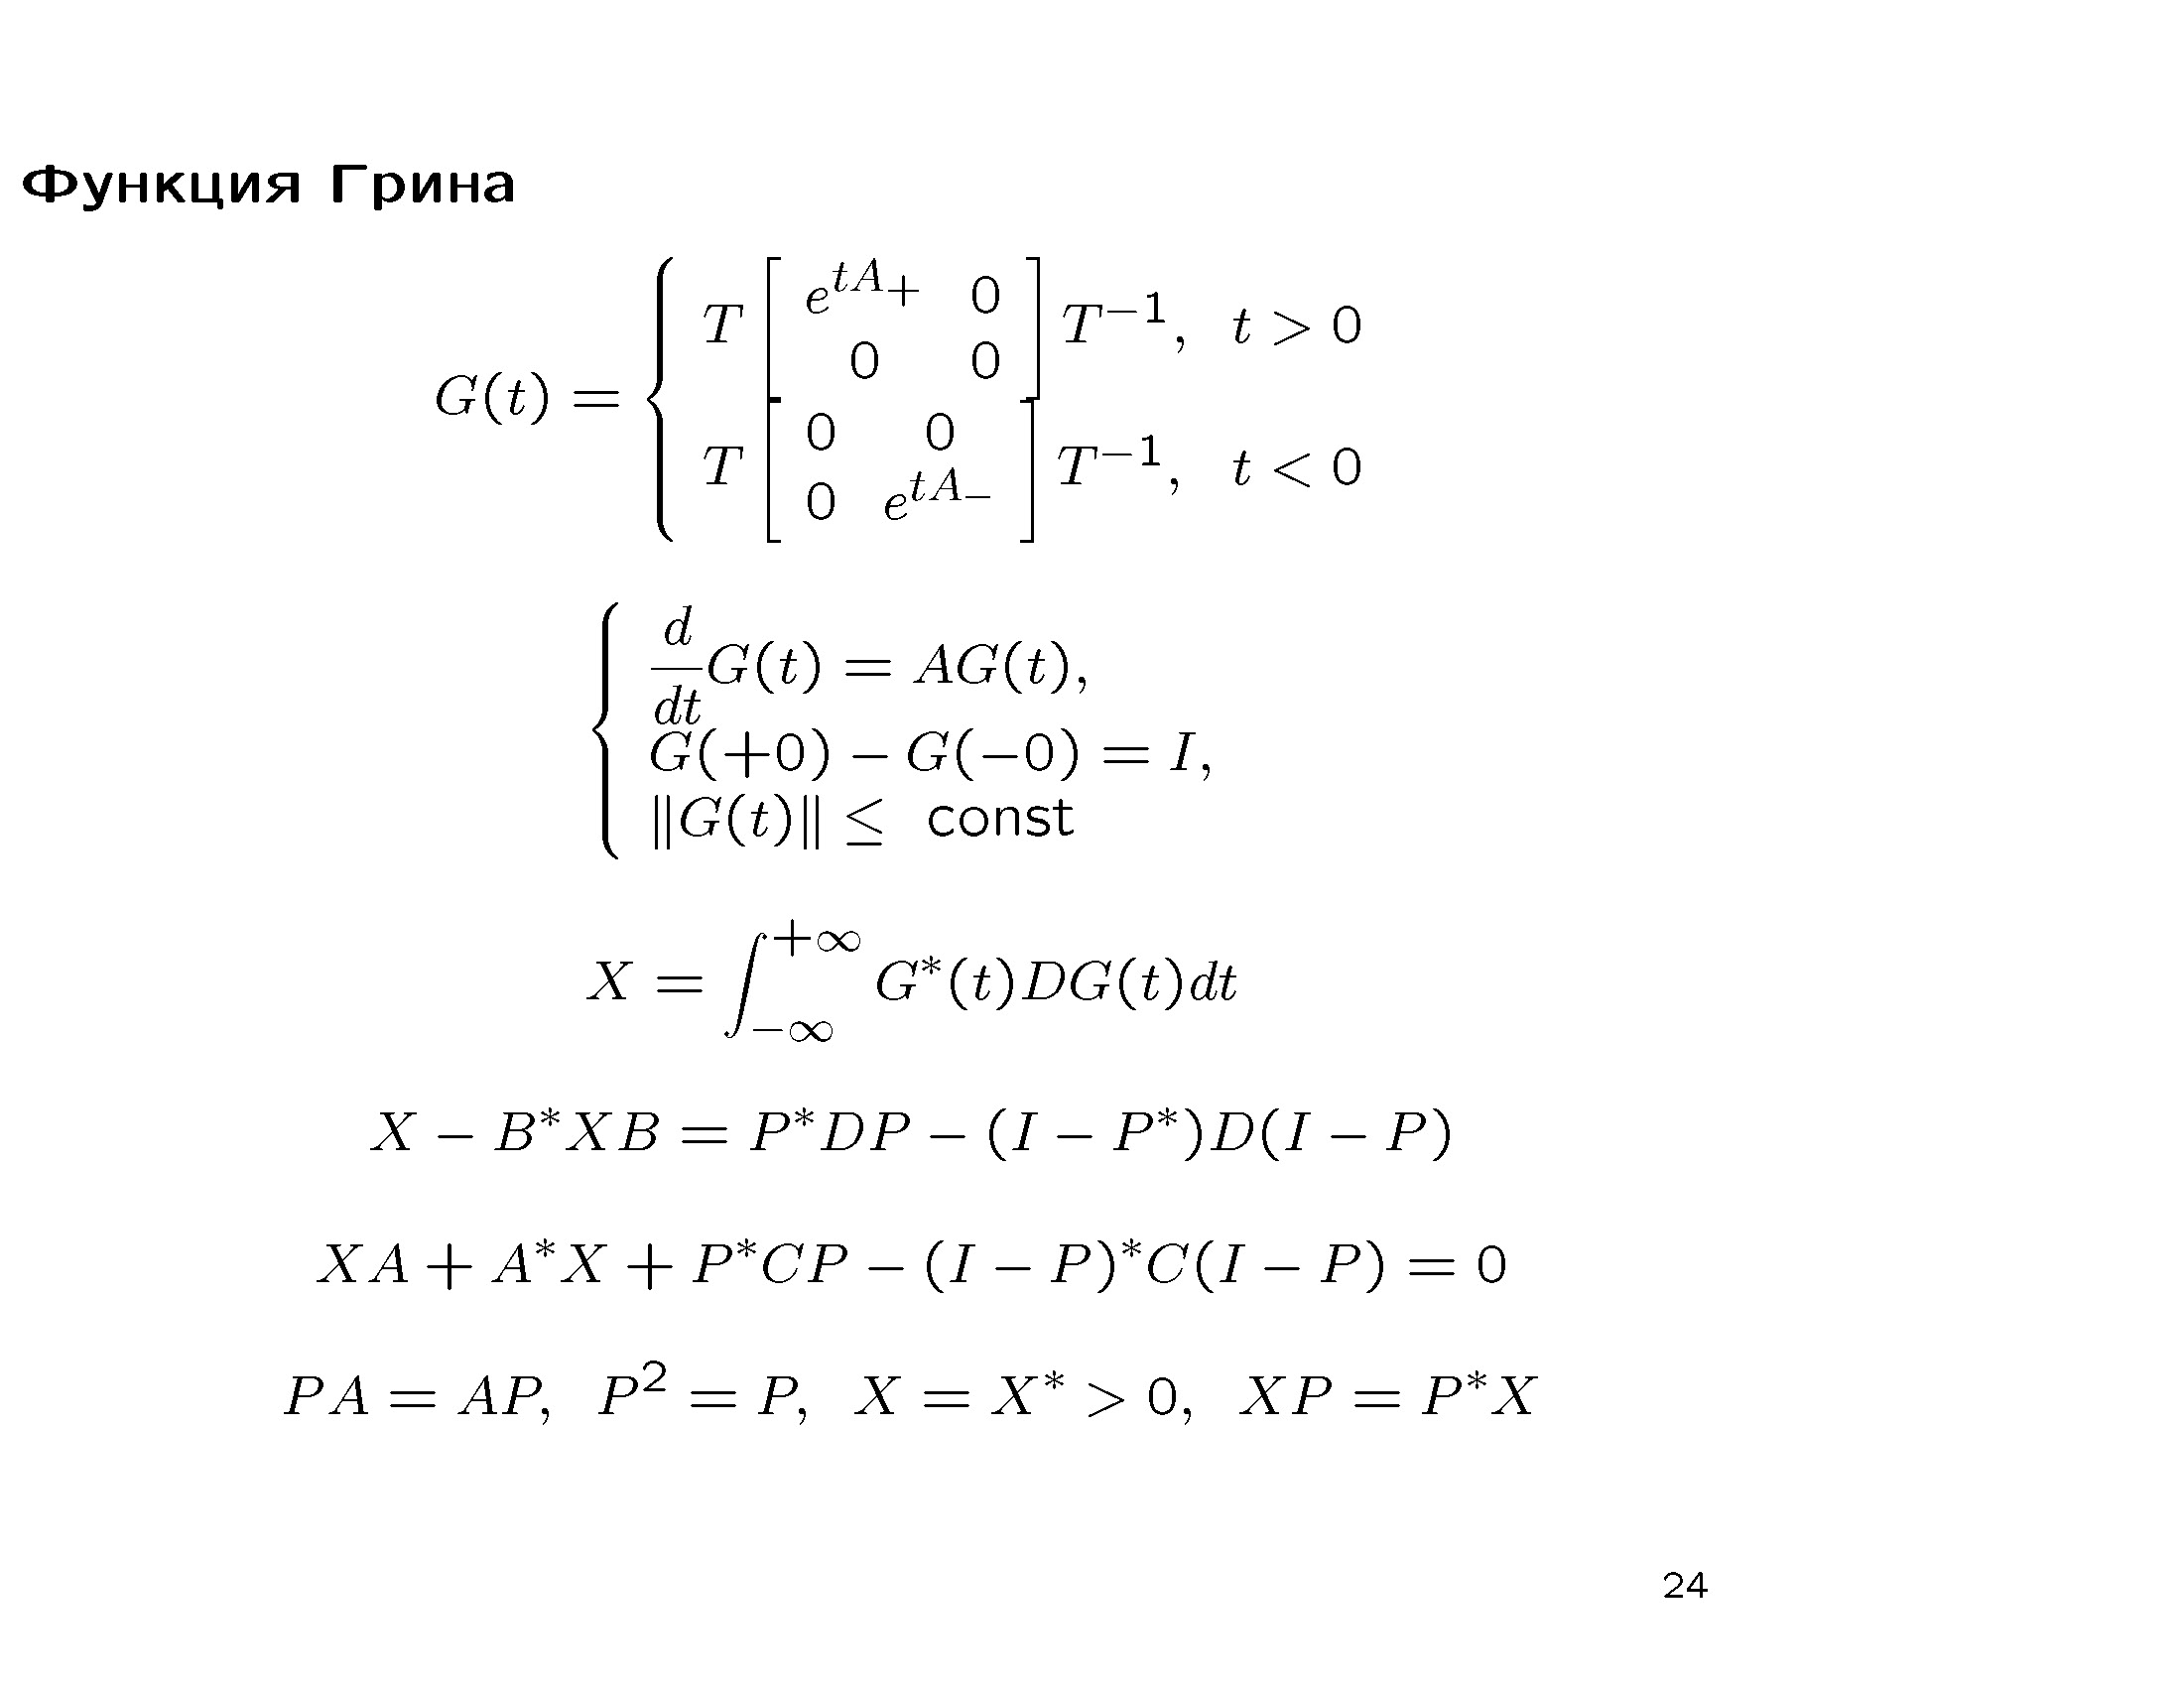 Функция Грина
G(t) = { T [ e^{tA_+} 0 ; 0 0 ] T^{-1}, t > 0
T [ 0 0 ; 0 e^{tA_-} ] T^{-1}, t < 0
{ \frac{d}{dt}G(t) = AG(t),
G(+0) − G(−0) = I,
‖G(t)‖ ≤ const
X = ∫_{−∞}^{+∞} G^*(t)DG(t)dt
X − B^*XB = P^*DP − (I − P^*)D(I − P)
XA + A^*X + P^*CP − (I − P)^*C(I − P) = 0
PA = AP, P^2 = P, X = X^* > 0, XP = P^*X
24